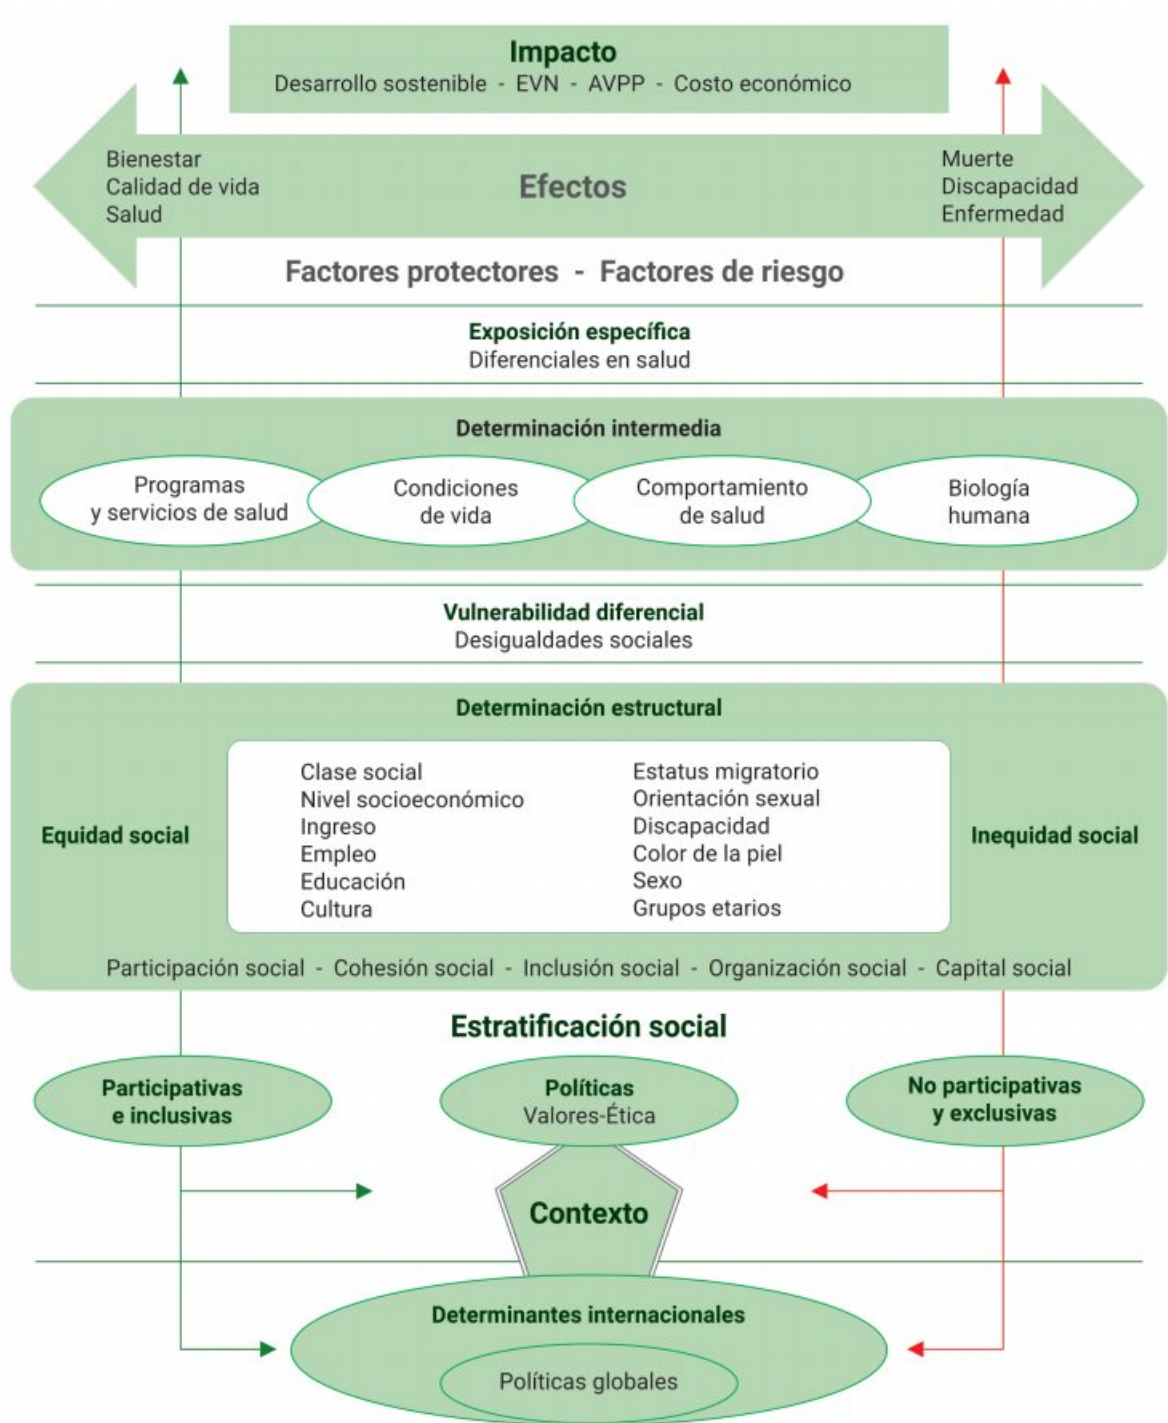 Impacto
Desarrollo sostenible - EVN - AVPP - Costo económico
Bienestar
Calidad de vida
Salud
Efectos
Muerte
Discapacidad
Enfermedad
Factores protectores - Factores de riesgo
Exposición específica
Diferenciales en salud
Determinación intermedia
Programas
y servicios de salud
Condiciones
de vida
Comportamiento
de salud
Biología
humana
Vulnerabilidad diferencial
Desigualdades sociales
Determinación estructural
Equidad social
Clase social
Nivel socioeconómico
Ingreso
Empleo
Educación
Cultura
Estatus migratorio
Orientación sexual
Discapacidad
Color de la piel
Sexo
Grupos etarios
Inequidad social
Participación social - Cohesión social - Inclusión social - Organización social - Capital social
Estratificación social
Participativas
e inclusivas
Políticas
Valores-Ética
No participativas
y exclusivas
Contexto
Determinantes internacionales
Políticas globales